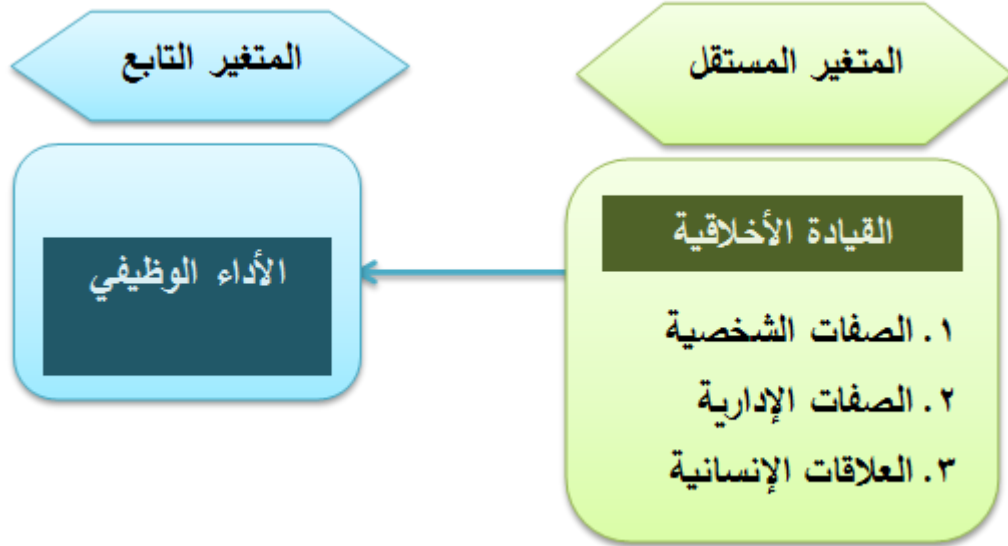 المتغير المستقل
القيادة الأخلاقية
١. الصفات الشخصية
٢. الصفات الإدارية
٣. العلاقات الإنسانية
المتغير التابع
الأداء الوظيفي